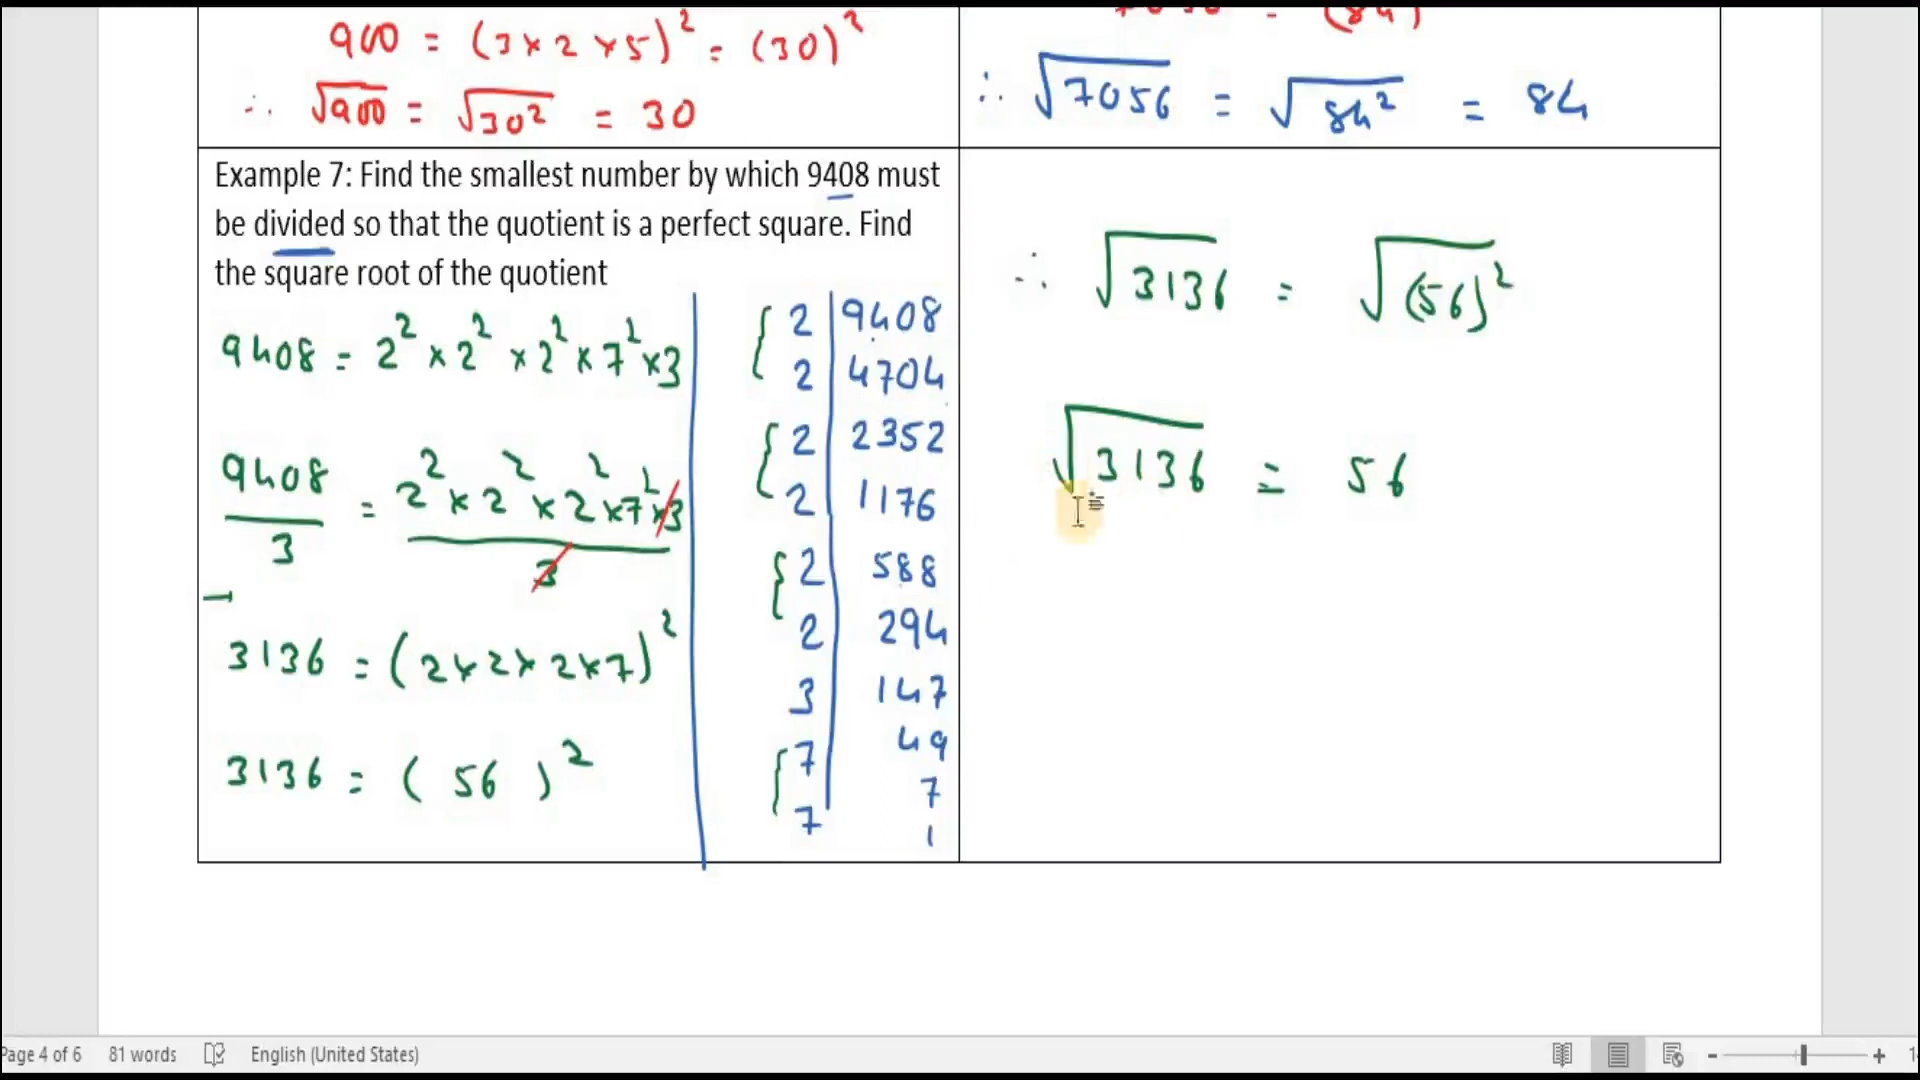 900 = (3 × 2 × 5)² = (30)²
∴ √900 = √30² = 30
(84)
∴ √7056 = √84² = 84
Example 7: Find the smallest number by which 9408 must
be divided so that the quotient is a perfect square. Find
the square root of the quotient
9408 = 2² × 2² × 2² × 7² × 3
9408/3 = 2² × 2² × 2² × 7² × 3/3
3136 = (2 × 2 × 2 × 7)²
3136 = (56)²
2 | 9408
2 | 4704
2 | 2352
2 | 1176
2 | 588
2 | 294
3 | 147
7 | 49
7 | 7
1
∴ √3136 = √(56)²
√3136 = 56
Page 4 of 6 81 words English (United States)